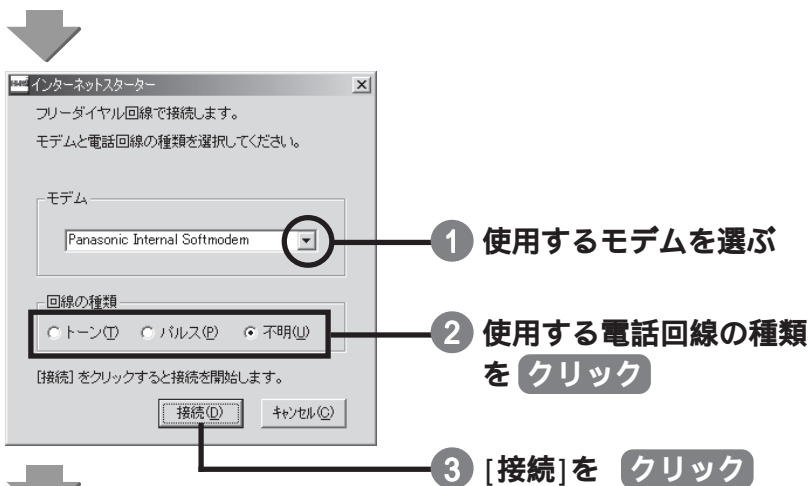 インターネットスターター
フリーダイヤル回線で接続します。
モデムと電話回線の種類を選択してください。
モデム
Panasonic Internal Softmodem
① 使用するモデムを選ぶ
回線の種類
トーン(T) パルス(P) 不明(U)
② 使用する電話回線の種類
を クリック
[接続]をクリックすると接続を開始します。
接続(D) キャンセル(C)
③ [接続]を クリック